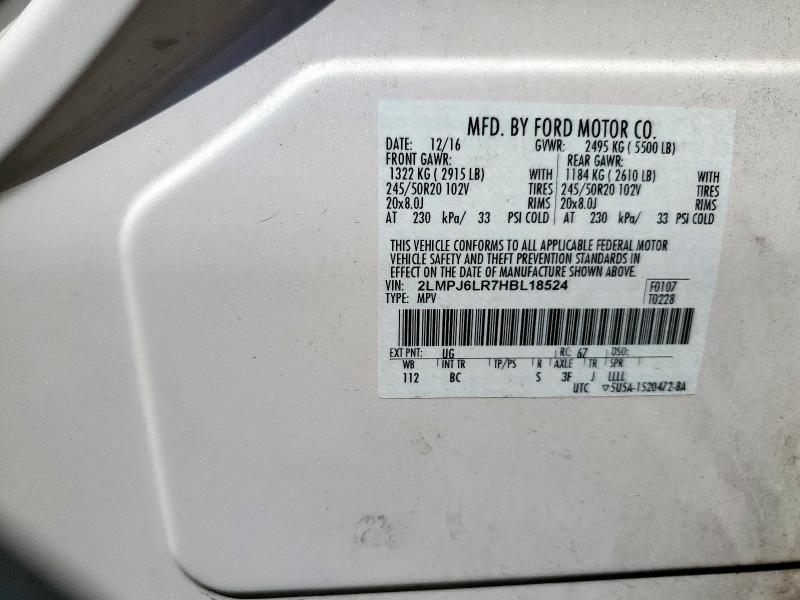 MFD. BY FORD MOTOR CO.
DATE: 12/16 GVWR: 2495 KG ( 5500 LB)
FRONT GAWR: REAR GAWR:
1322 KG ( 2915 LB) WITH 1184 KG ( 2610 LB) WITH
245/50R20 102V TIRES 245/50R20 102V TIRES
20x8.0J RIMS 20x8.0J RIMS
AT 230 kPa/ 33 PSI COLD AT 230 kPa/ 33 PSI COLD
THIS VEHICLE CONFORMS TO ALL APPLICABLE FEDERAL MOTOR
VEHICLE SAFETY AND THEFT PREVENTION STANDARDS IN
EFFECT ON THE DATE OF MANUFACTURE SHOWN ABOVE.
VIN: 2LMPJ6LR7HBL18524 F0107
TYPE: MPV T0228
EXT PNT: UG RC: 67 DSO:
WB INT TR TP/PS R AXLE TR SPR
112 BC S 3F J LLLL
UTC ▽5U5A-1520472-BA